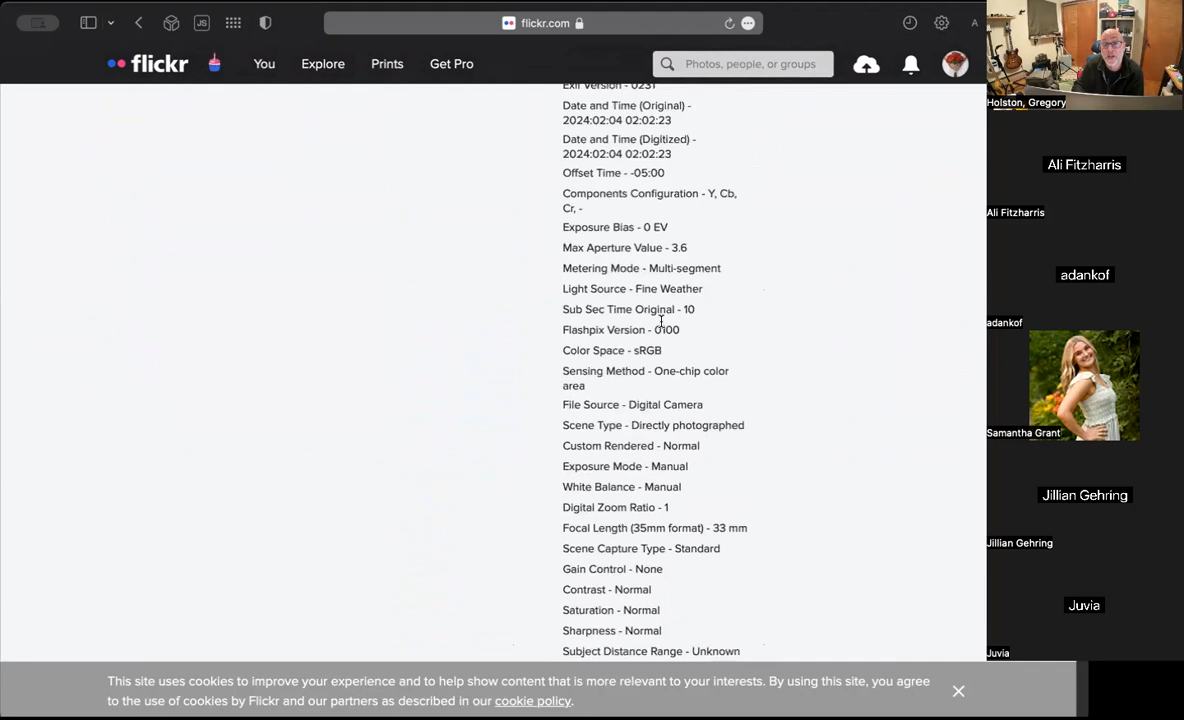 flickr.com
A
flickr
You
Explore
Prints
Get Pro
Photos, people, or groups
Exif Version - 0231
Date and Time (Original) -
2024:02:04 02:02:23
Date and Time (Digitized) -
2024:02:04 02:02:23
Offset Time - -05:00
Components Configuration - Y, Cb,
Cr, -
Exposure Bias - 0 EV
Max Aperture Value - 3.6
Metering Mode - Multi-segment
Light Source - Fine Weather
Sub Sec Time Original - 10
Flashpix Version - 0100
Color Space - sRGB
Sensing Method - One-chip color
area
File Source - Digital Camera
Scene Type - Directly photographed
Custom Rendered - Normal
Exposure Mode - Manual
White Balance - Manual
Digital Zoom Ratio - 1
Focal Length (35mm format) - 33 mm
Scene Capture Type - Standard
Gain Control - None
Contrast - Normal
Saturation - Normal
Sharpness - Normal
Subject Distance Range - Unknown
This site uses cookies to improve your experience and to help show content that is more relevant to your interests. By using this site, you agree
to the use of cookies by Flickr and our partners as described in our cookie policy.
Holston, Gregory
Ali Fitzharris
Ali Fitzharris
adankof
adankof
Samantha Grant
Jillian Gehring
Jillian Gehring
Juvia
Juvia
JS